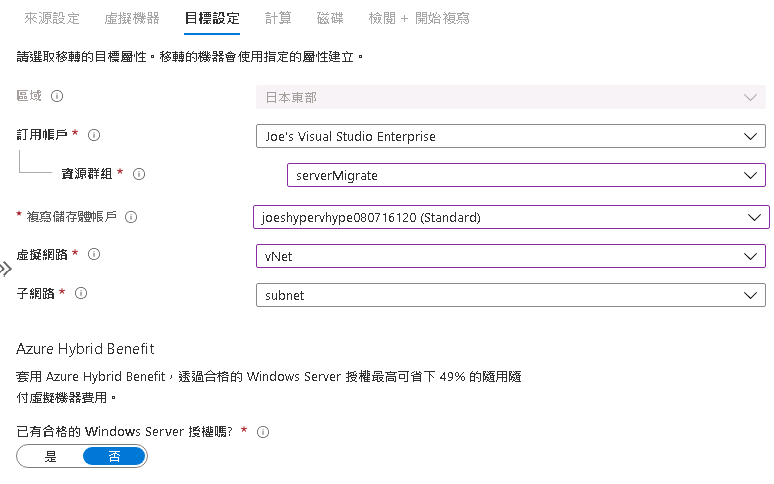 來源設定 虛擬機器 目標設定 計算 磁碟 檢閱 + 開始複寫
請選取移轉的目標屬性。移轉的機器會使用指定的屬性建立。
區域 日本東部
訂用帳戶 * Joe's Visual Studio Enterprise
資源群組 * serverMigrate
* 複寫儲存體帳戶 joeshypervhype080716120 (Standard)
虛擬網路 * vNet
子網路 * subnet
Azure Hybrid Benefit
套用 Azure Hybrid Benefit,透過合格的 Windows Server 授權最高可省下 49% 的隨用隨
付虛擬機器費用。
已有合格的 Windows Server 授權嗎? *
是 否